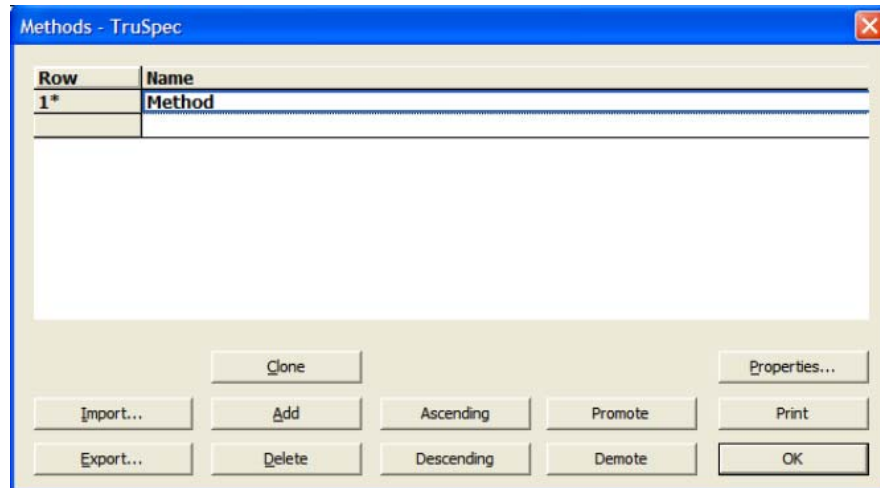 Methods - TruSpec
Row Name
1* Method
Clone Properties...
Import... Add Ascending Promote Print
Export... Delete Descending Demote OK